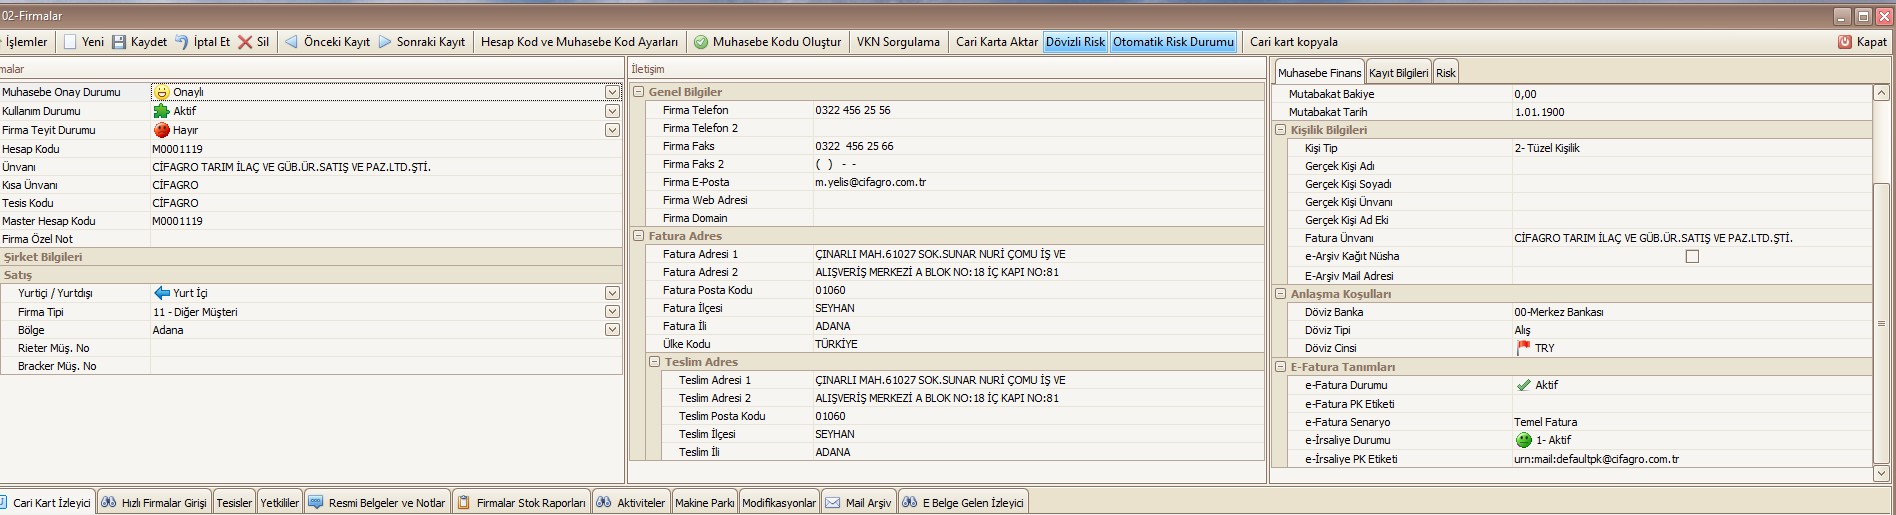 02-Firmalar
İşlemler Yeni Kaydet İptal Et Sil Önceki Kayıt Sonraki Kayıt Hesap Kod ve Muhasebe Kod Ayarları Muhasebe Kodu Oluştur VKN Sorgulama Cari Karta Aktar Dövizli Risk Otomatik Risk Durumu Cari kart kopyala Kapat
malar
Muhasebe Onay Durumu Onaylı
Kullanım Durumu Aktif
Firma Teyit Durumu Hayır
Hesap Kodu M0001119
Ünvanı CİFAGRO TARIM İLAÇ VE GÜB.ÜR.SATIŞ VE PAZ.LTD.ŞTİ.
Kısa Ünvanı CİFAGRO
Tesis Kodu CİFAGRO
Master Hesap Kodu M0001119
Firma Özel Not
Şirket Bilgileri
Satış
Yurtiçi / Yurtdışı Yurt İçi
Firma Tipi 11 - Diğer Müşteri
Bölge Adana
Rieter Müş. No
Bracker Müş. No
İletişim
Genel Bilgiler
Firma Telefon 0322 456 25 56
Firma Telefon 2
Firma Faks 0322 456 25 66
Firma Faks 2 ( ) - -
Firma E-Posta m.yelis@cifagro.com.tr
Firma Web Adresi
Firma Domain
Fatura Adres
Fatura Adresi 1 ÇINARLI MAH.61027 SOK.SUNAR NURİ ÇOMU İŞ VE
Fatura Adresi 2 ALIŞVERİŞ MERKEZİ A BLOK NO:18 İÇ KAPI NO:81
Fatura Posta Kodu 01060
Fatura İlçesi SEYHAN
Fatura İli ADANA
Ülke Kodu TÜRKİYE
Teslim Adres
Teslim Adresi 1 ÇINARLI MAH.61027 SOK.SUNAR NURİ ÇOMU İŞ VE
Teslim Adresi 2 ALIŞVERİŞ MERKEZİ A BLOK NO:18 İÇ KAPI NO:81
Teslim Posta Kodu 01060
Teslim İlçesi SEYHAN
Teslim İli ADANA
Muhasebe Finans Kayıt Bilgileri Risk
Mutabakat Bakiye 0,00
Mutabakat Tarih 1.01.1900
Kişilik Bilgileri
Kişi Tip 2- Tüzel Kişilik
Gerçek Kişi Adı
Gerçek Kişi Soyadı
Gerçek Kişi Ünvanı
Gerçek Kişi Ad Eki
Fatura Ünvanı CİFAGRO TARIM İLAÇ VE GÜB.ÜR.SATIŞ VE PAZ.LTD.ŞTİ.
e-Arşiv Kağıt Nüsha
E-Arşiv Mail Adresi
Anlaşma Koşulları
Döviz Banka 00-Merkez Bankası
Döviz Tipi Alış
Döviz Cinsi TRY
E-Fatura Tanımları
e-Fatura Durumu Aktif
e-Fatura PK Etiketi
e-Fatura Senaryo Temel Fatura
e-İrsaliye Durumu 1- Aktif
e-İrsaliye PK Etiketi urn:mail:defaultpk@cifagro.com.tr
Cari Kart İzleyici Hızlı Firmalar Girişi Tesisler Yetkililer Resmi Belgeler ve Notlar Firmalar Stok Raporları Aktiviteler Makine Parkı Modifikasyonlar Mail Arşiv E Belge Gelen İzleyici